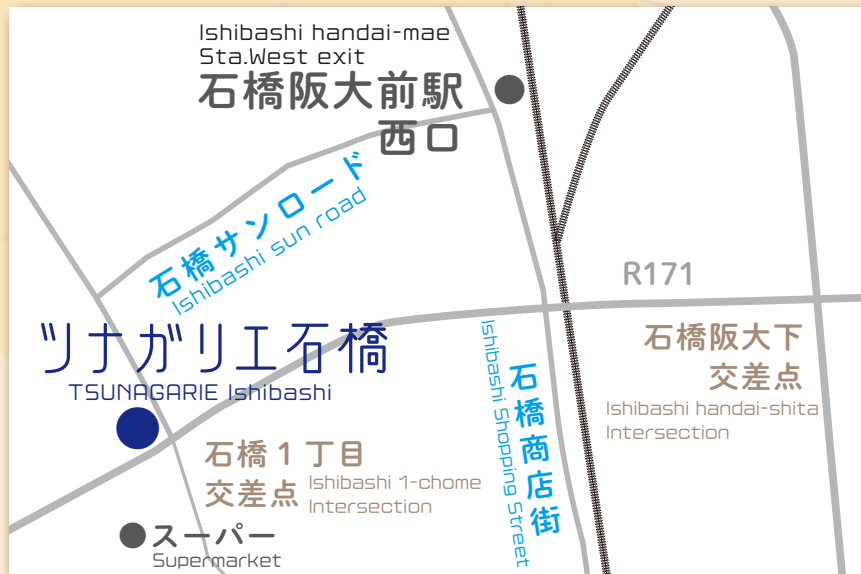 Ishibashi handai-mae
Sta.West exit
石橋阪大前駅
西口
石橋サンロード
Ishibashi sun road
R171
ツナガリエ石橋
TSUNAGARIE Ishibashi
石橋阪大下
交差点
Ishibashi handai-shita
Intersection
石橋商店街
Ishibashi Shopping Street
石橋1丁目
交差点
Ishibashi 1-chome
Intersection
スーパー
Supermarket